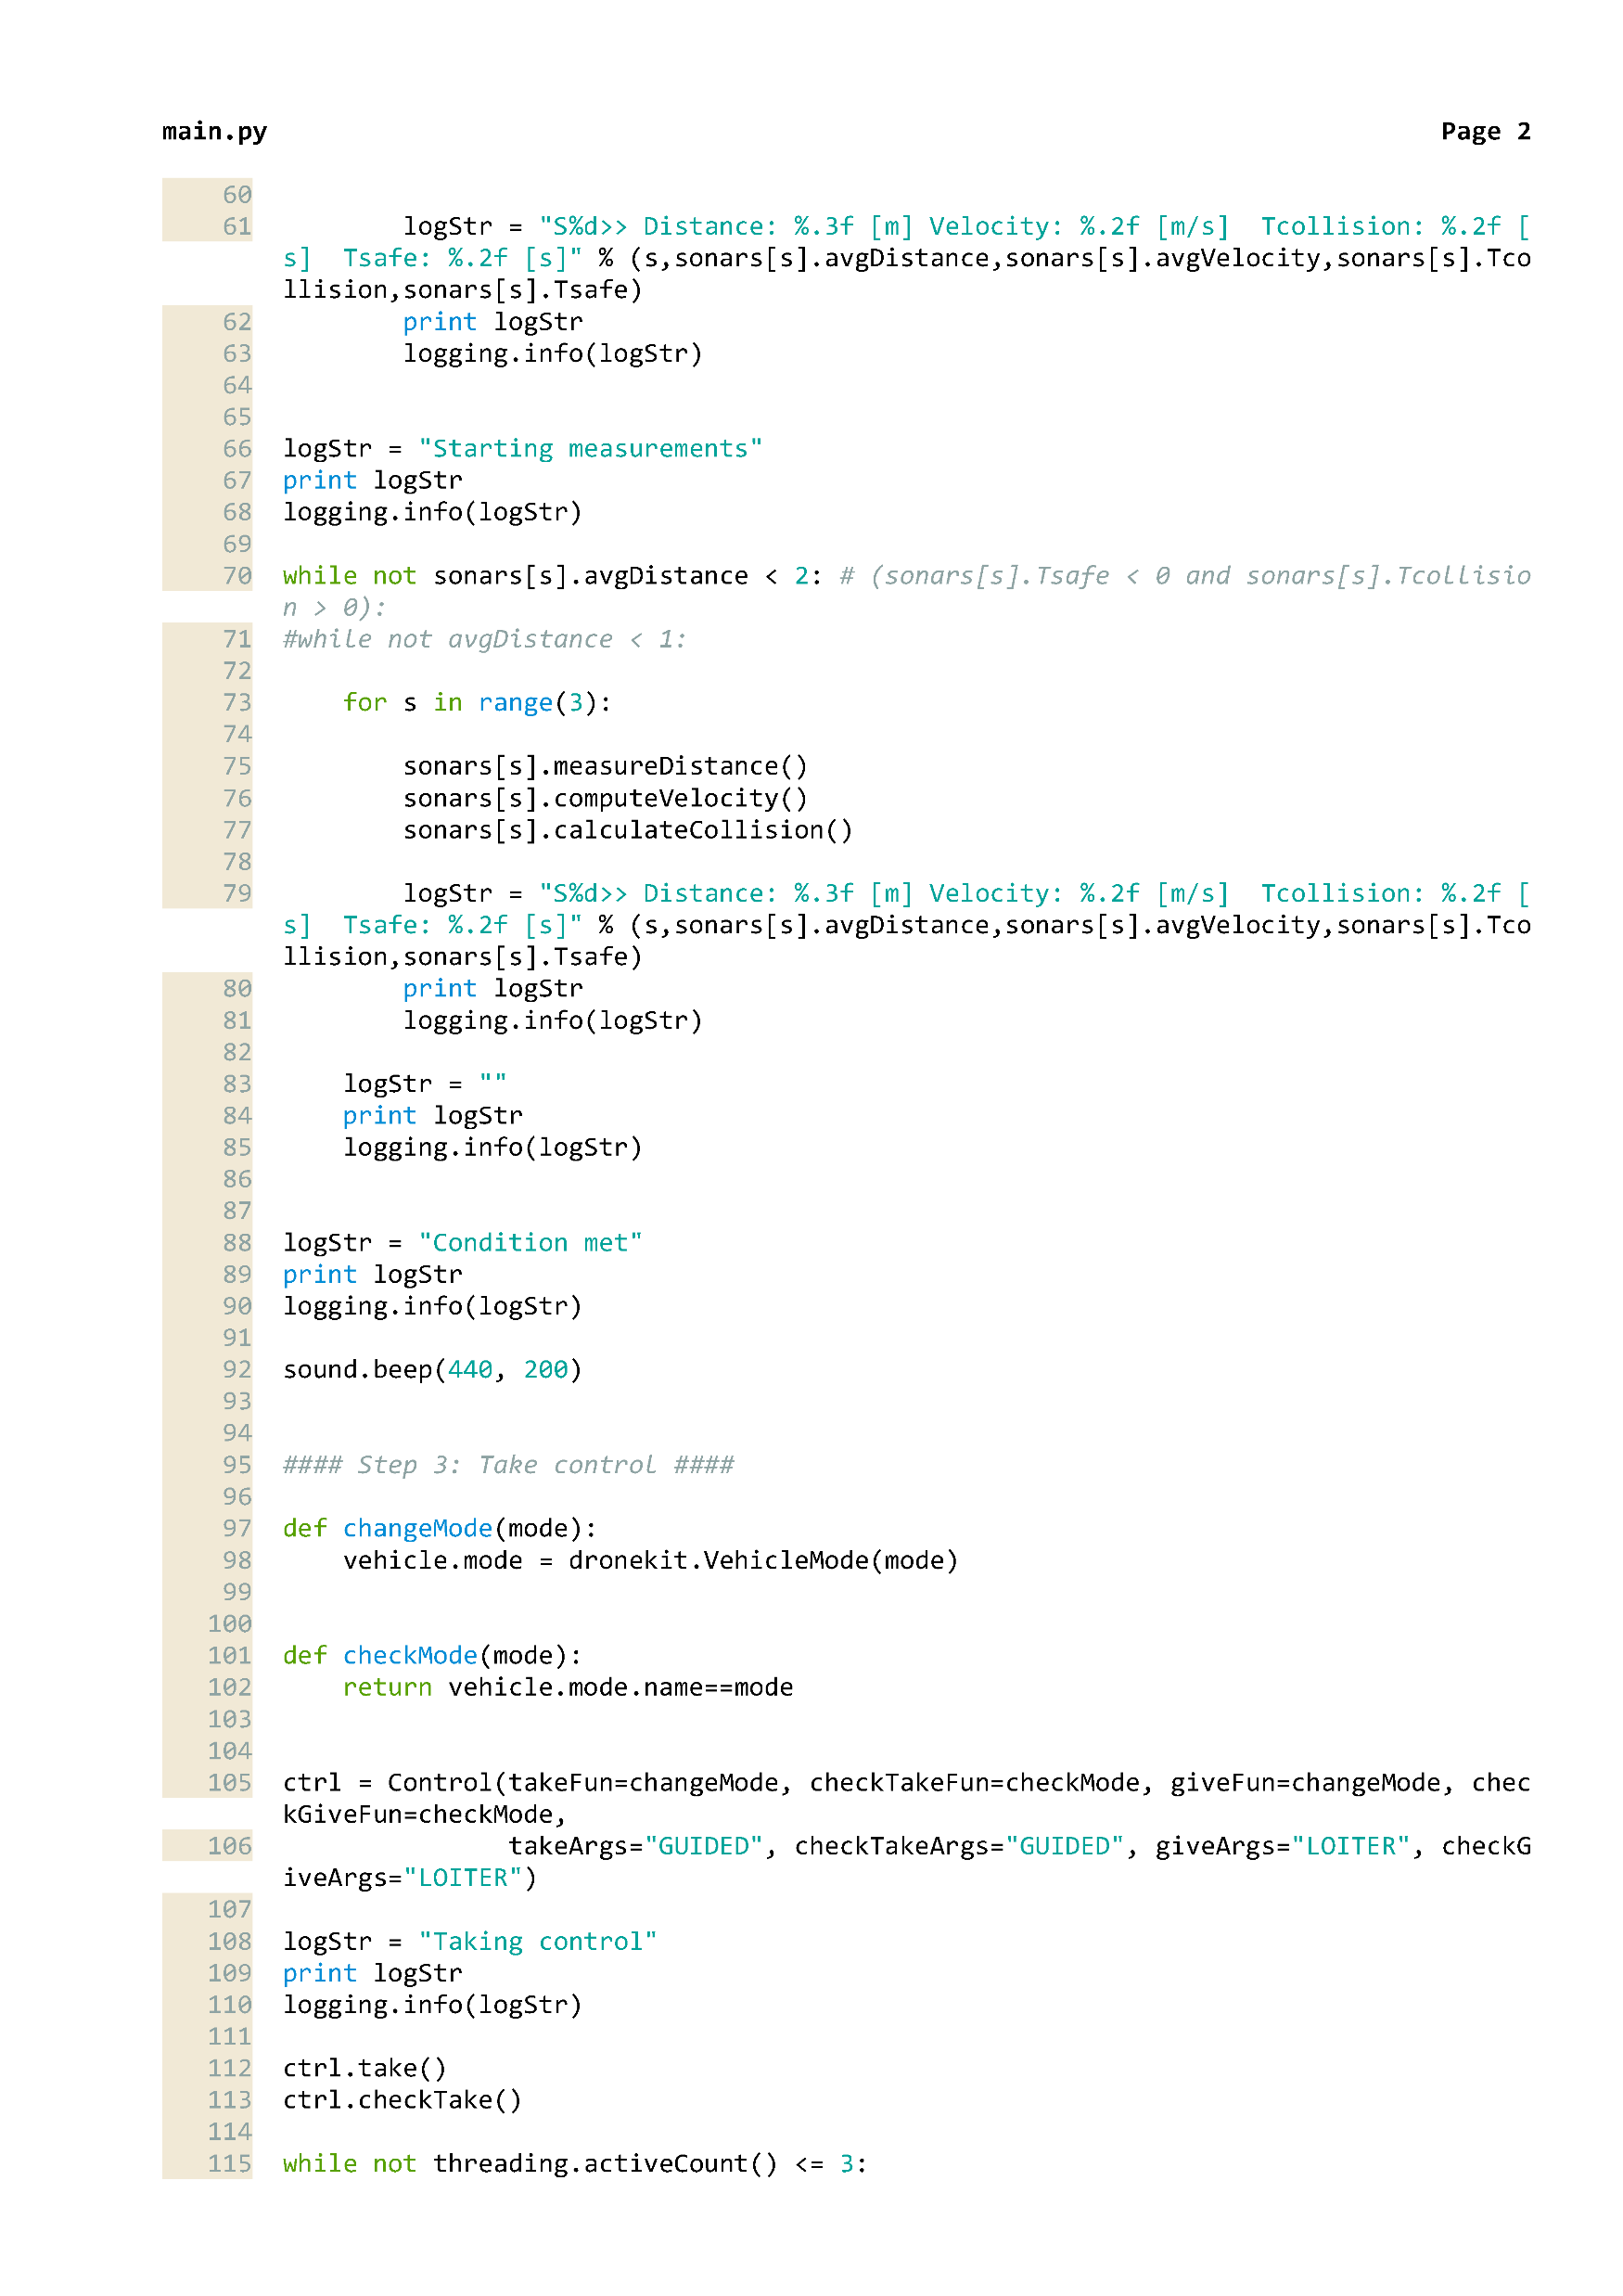 main.py Page 2
60
61          logStr = "S%d>> Distance: %.3f [m] Velocity: %.2f [m/s]  Tcollision: %.2f [
s]  Tsafe: %.2f [s]" % (s,sonars[s].avgDistance,sonars[s].avgVelocity,sonars[s].Tco
llision,sonars[s].Tsafe)
62          print logStr
63          logging.info(logStr)
64
65
66  logStr = "Starting measurements"
67  print logStr
68  logging.info(logStr)
69
70  while not sonars[s].avgDistance < 2: # (sonars[s].Tsafe < 0 and sonars[s].Tcollisio
n > 0):
71  #while not avgDistance < 1:
72
73      for s in range(3):
74
75          sonars[s].measureDistance()
76          sonars[s].computeVelocity()
77          sonars[s].calculateCollision()
78
79          logStr = "S%d>> Distance: %.3f [m] Velocity: %.2f [m/s]  Tcollision: %.2f [
s]  Tsafe: %.2f [s]" % (s,sonars[s].avgDistance,sonars[s].avgVelocity,sonars[s].Tco
llision,sonars[s].Tsafe)
80          print logStr
81          logging.info(logStr)
82
83      logStr = ""
84      print logStr
85      logging.info(logStr)
86
87
88  logStr = "Condition met"
89  print logStr
90  logging.info(logStr)
91
92  sound.beep(440, 200)
93
94
95  #### Step 3: Take control ####
96
97  def changeMode(mode):
98      vehicle.mode = dronekit.VehicleMode(mode)
99
100
101  def checkMode(mode):
102      return vehicle.mode.name==mode
103
104
105  ctrl = Control(takeFun=changeMode, checkTakeFun=checkMode, giveFun=changeMode, chec
kGiveFun=checkMode,
106                 takeArgs="GUIDED", checkTakeArgs="GUIDED", giveArgs="LOITER", checkG
iveArgs="LOITER")
107
108  logStr = "Taking control"
109  print logStr
110  logging.info(logStr)
111
112  ctrl.take()
113  ctrl.checkTake()
114
115  while not threading.activeCount() <= 3: